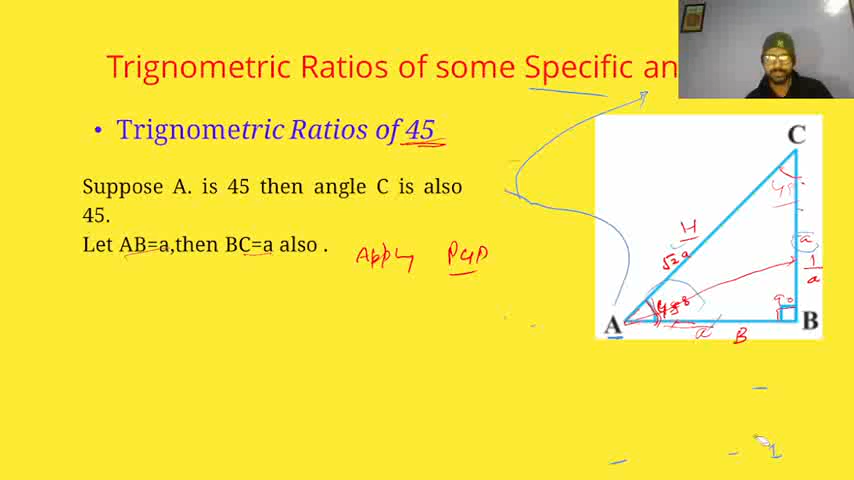 Trignometric Ratios of some Specific an
• Trignometric Ratios of 45
Suppose A. is 45 then angle C is also
45.
Let AB=a,then BC=a also .
Apply PGP
C
H
√2a
a
1
a
90
A
a
B
B